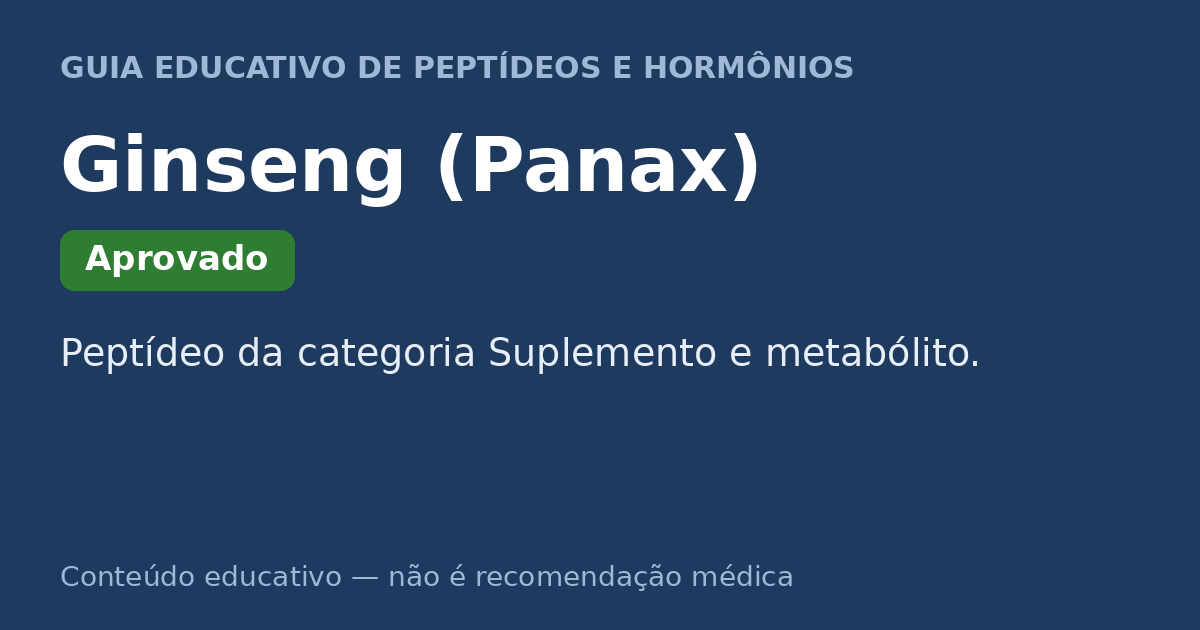 GUIA EDUCATIVO DE PEPTÍDEOS E HORMÔNIOS
Ginseng (Panax)
Aprovado
Peptídeo da categoria Suplemento e metabólito.
Conteúdo educativo — não é recomendação médica